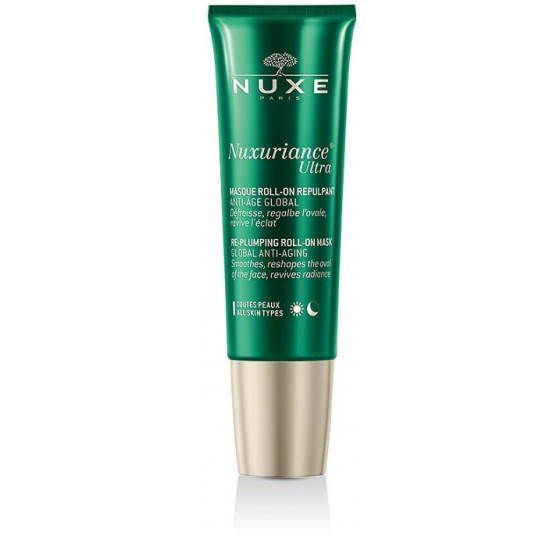 NUXE
PARIS
Nuxuriance®
Ultra
MASQUE ROLL-ON REPULPANT
ANTI-ÂGE GLOBAL
Défroisse, regalbe l'ovale,
ravive l'éclat
RE-PLUMPING ROLL-ON MASK
GLOBAL ANTI-AGING
Smoothes, reshapes the oval
of the face, revives radiance
TOUTES PEAUX
ALL SKIN TYPES